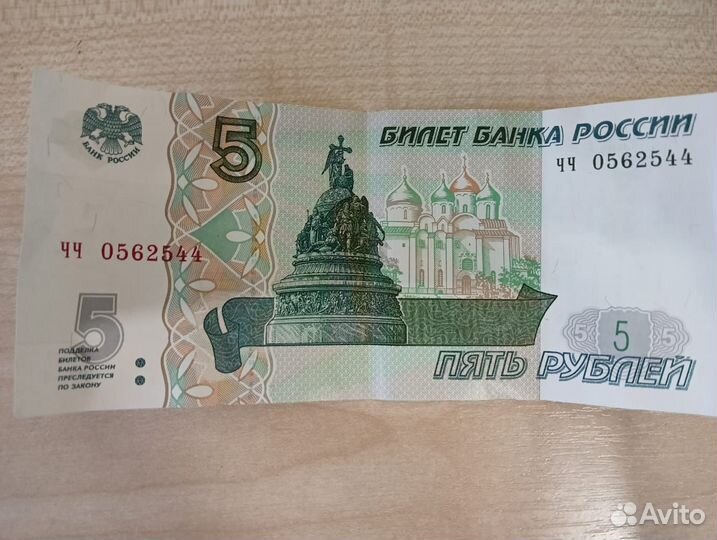 БАНК РОССИИ
5
БИЛЕТ БАНКА РОССИИ
чч 0562544
чч 0562544
5
ПОДДЕЛКА
БИЛЕТОВ
БАНКА РОССИИ
ПРЕСЛЕДУЕТСЯ
ПО ЗАКОНУ
5 5 5
ПЯТЬ РУБЛЕЙ
Avito